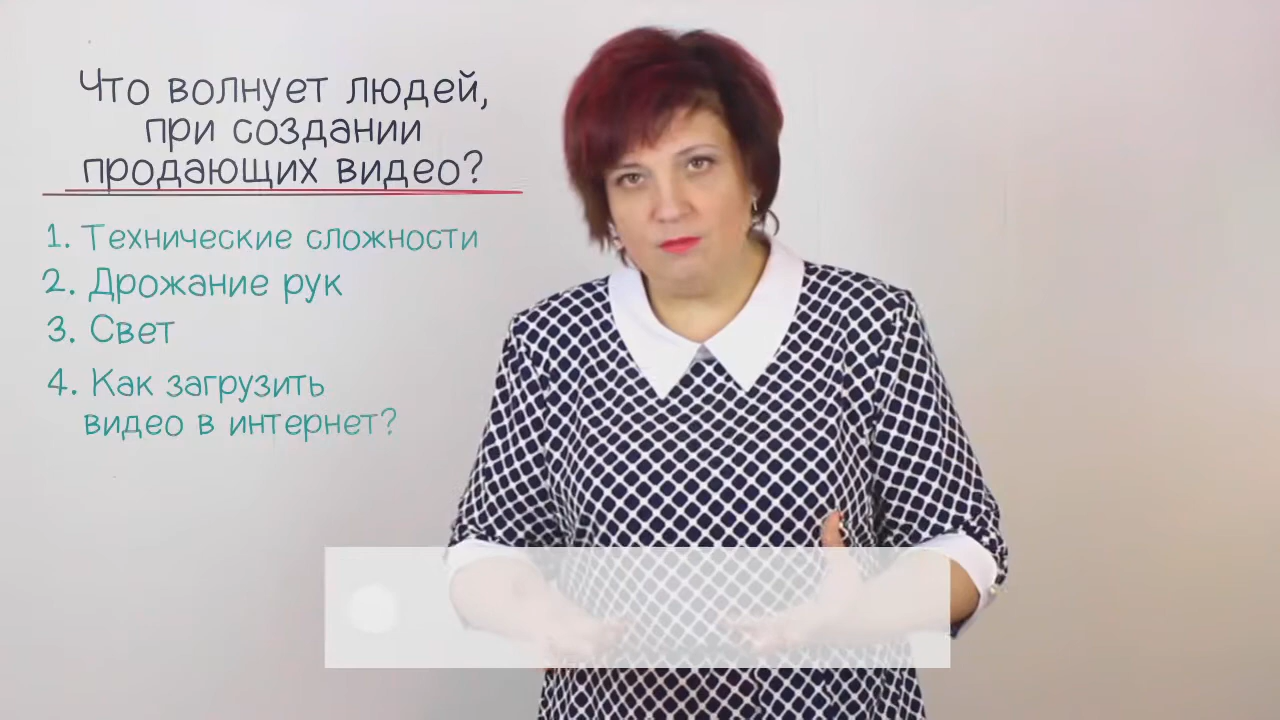 Что волнует людей,
при создании
продающих видео?
1. Технические сложности
2. Дрожание рук
3. Свет
4. Как загрузить
видео в интернет?